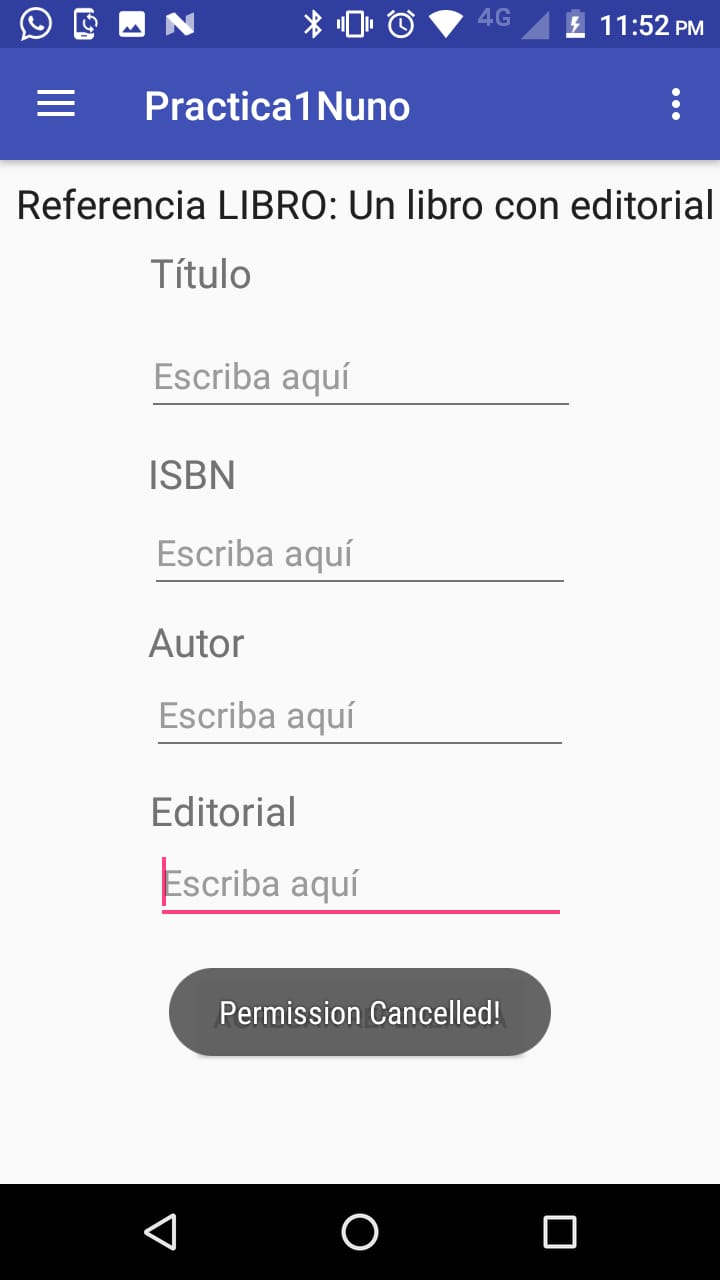 4G 11:52 PM
Practica1Nuno
Referencia LIBRO: Un libro con editorial
Título
Escriba aquí
ISBN
Escriba aquí
Autor
Escriba aquí
Editorial
Escriba aquí
Permission Cancelled!